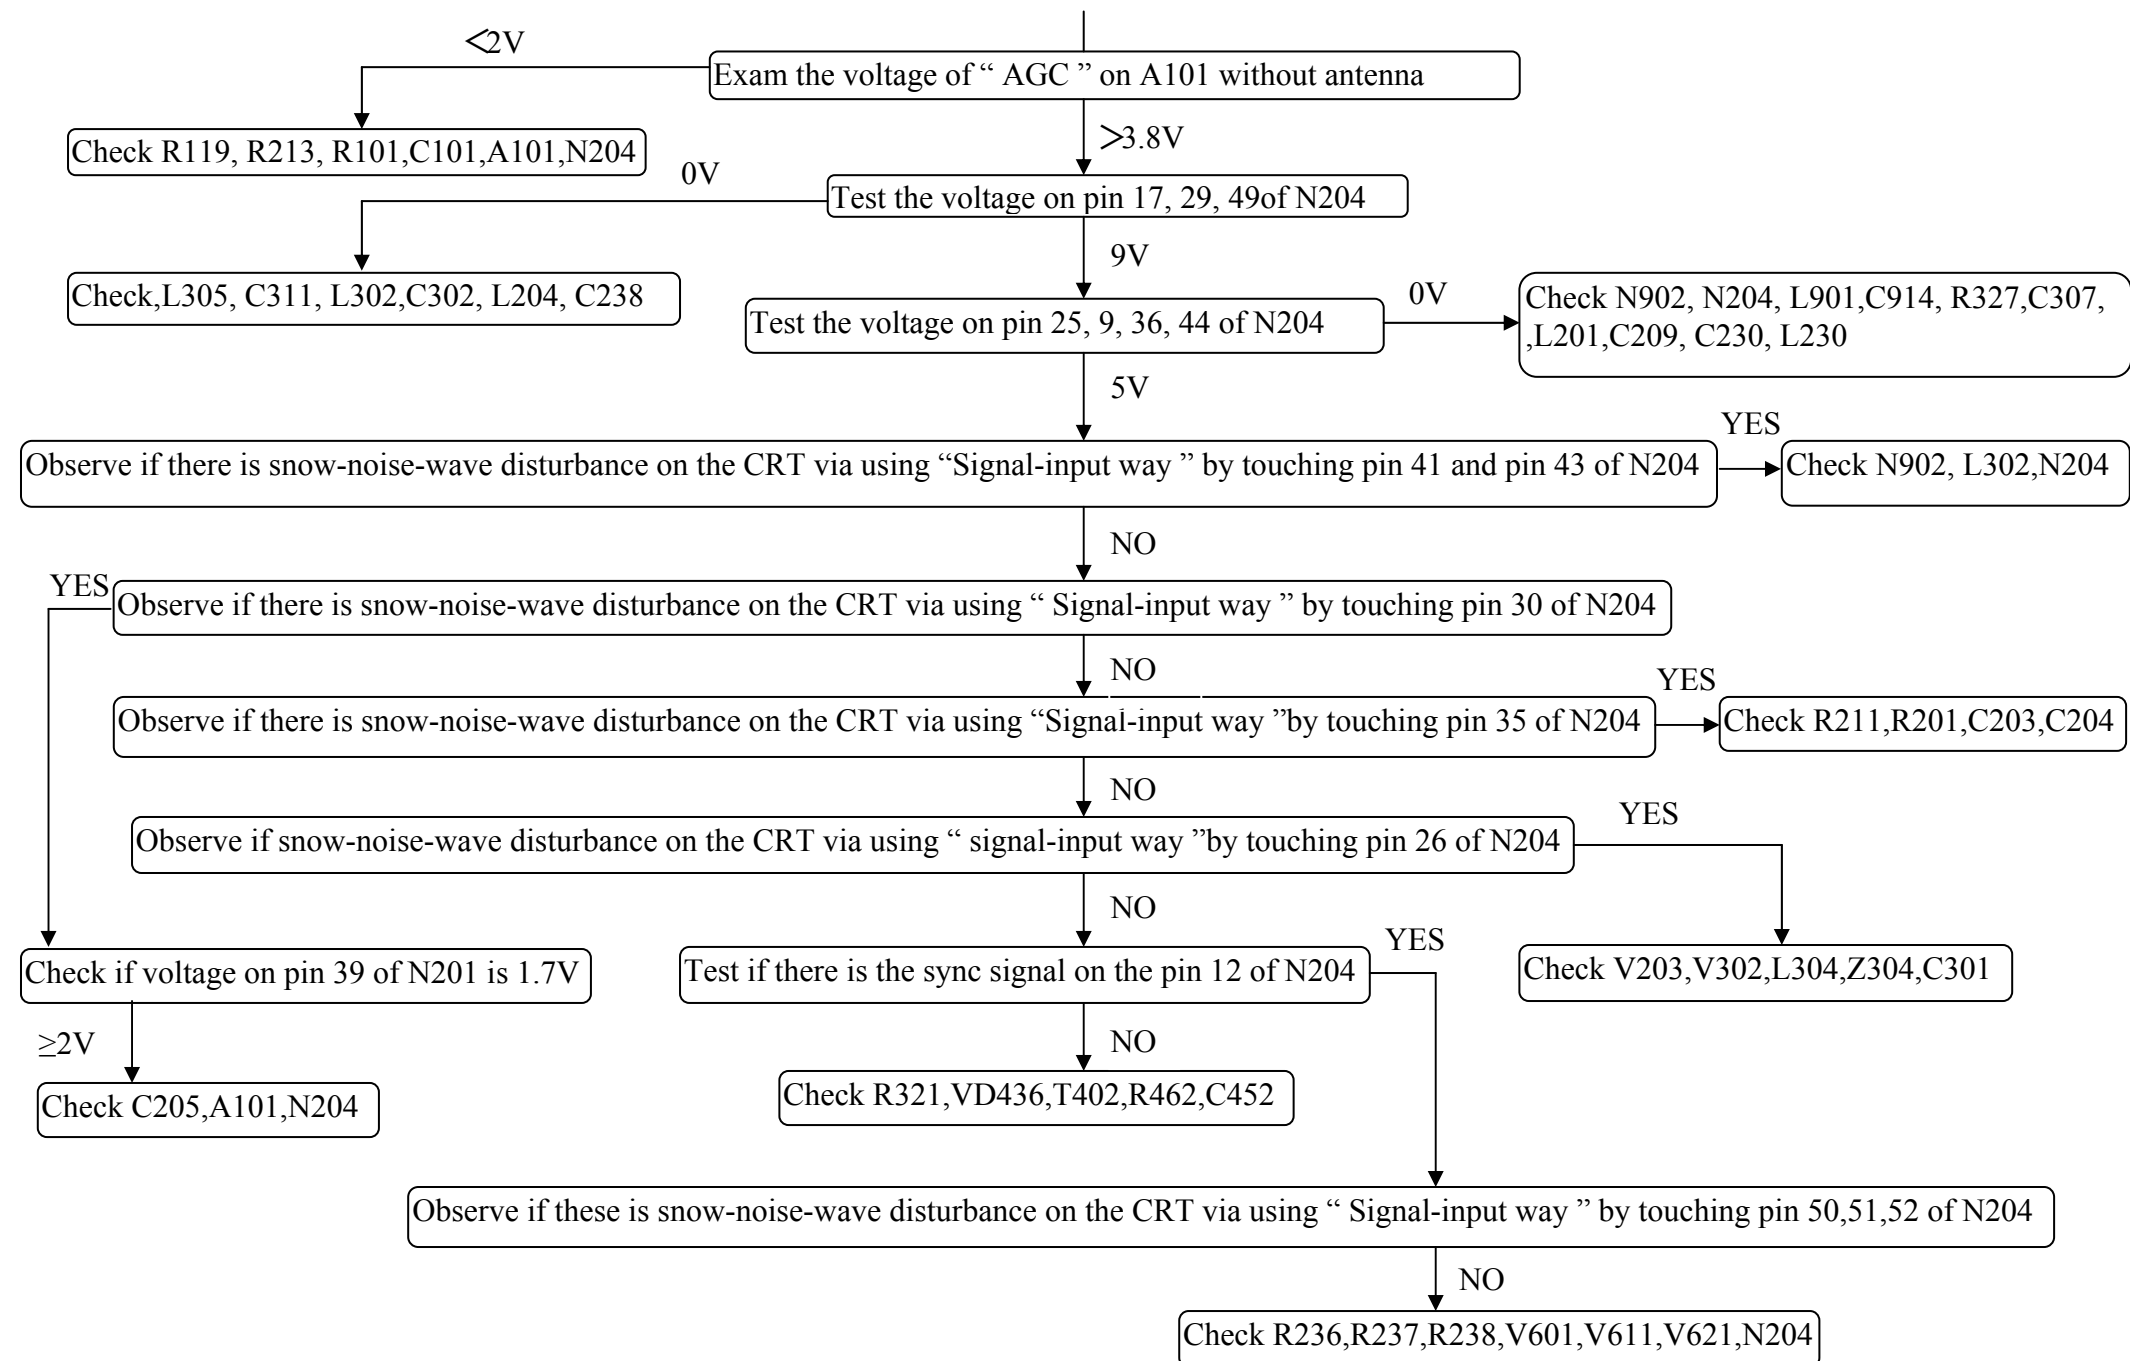 <2V
Exam the voltage of “ AGC ” on A101 without antenna
>3.8V
Check R119, R213, R101,C101,A101,N204
0V
Test the voltage on pin 17, 29, 49of N204
9V
Check,L305, C311, L302,C302, L204, C238
Test the voltage on pin 25, 9, 36, 44 of N204
0V
Check N902, N204, L901,C914, R327,C307,
,L201,C209, C230, L230
5V
Observe if there is snow-noise-wave disturbance on the CRT via using “Signal-input way ” by touching pin 41 and pin 43 of N204
YES
Check N902, L302,N204
NO
YES
Observe if there is snow-noise-wave disturbance on the CRT via using “ Signal-input way ” by touching pin 30 of N204
NO
Observe if there is snow-noise-wave disturbance on the CRT via using “Signal-input way ”by touching pin 35 of N204
YES
Check R211,R201,C203,C204
NO
Observe if snow-noise-wave disturbance on the CRT via using “ signal-input way ”by touching pin 26 of N204
YES
NO
Check if voltage on pin 39 of N201 is 1.7V
Test if there is the sync signal on the pin 12 of N204
YES
Check V203,V302,L304,Z304,C301
≥2V
NO
Check C205,A101,N204
Check R321,VD436,T402,R462,C452
Observe if these is snow-noise-wave disturbance on the CRT via using “ Signal-input way ” by touching pin 50,51,52 of N204
NO
Check R236,R237,R238,V601,V611,V621,N204